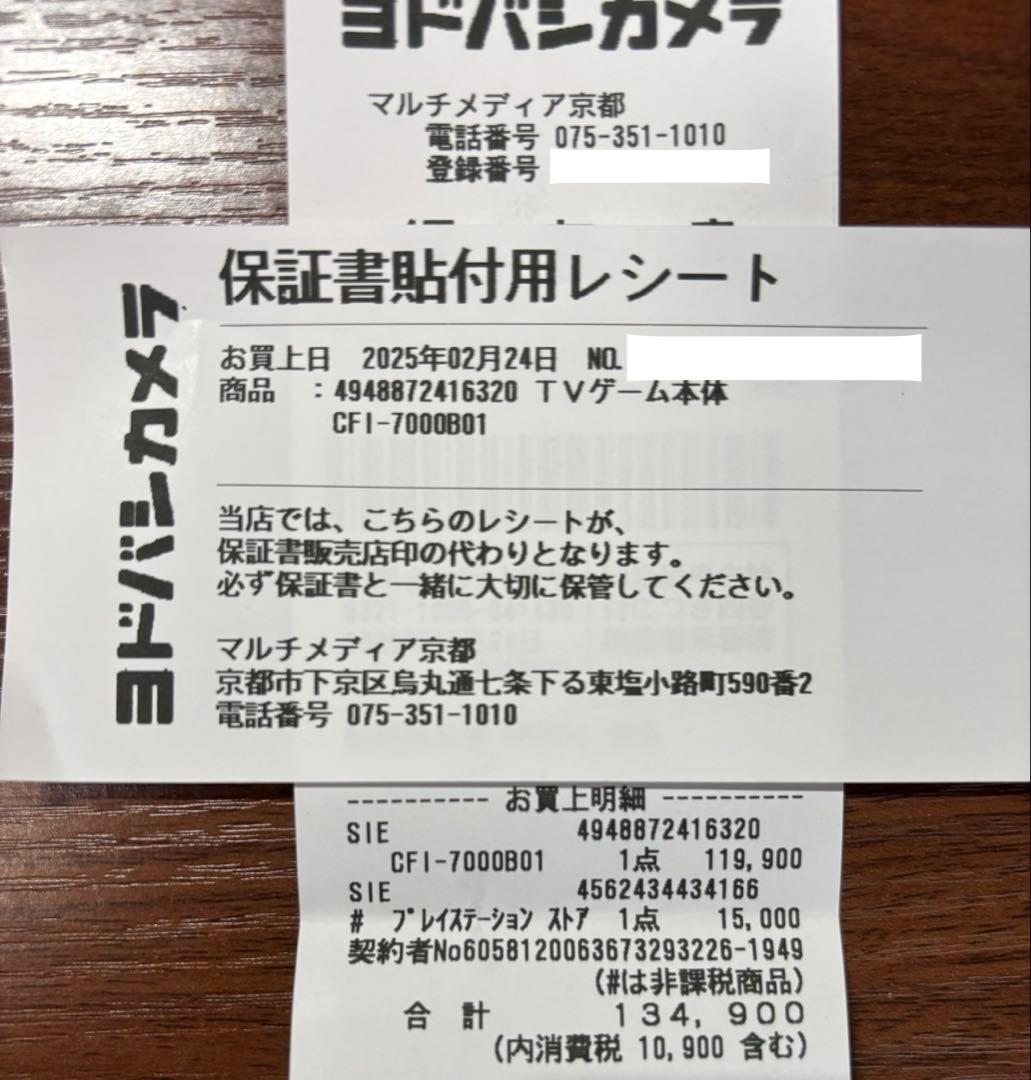 ヨドバシカメラ
マルチメディア京都
電話番号 075-351-1010
登録番号
保証書貼付用レシート
ヨドバシカメラ
お買上日 2025年02月24日 NO.
商品 :4948872416320 TVゲーム本体
CFI-7000B01
当店では、こちらのレシートが、
保証書販売店印の代わりとなります。
必ず保証書と一緒に大切に保管してください。
マルチメディア京都
京都市下京区烏丸通七条下る東塩小路町590番2
電話番号 075-351-1010
---------- お買上明細 ----------
SIE 4948872416320
CFI-7000B01 1点 119,900
SIE 4562434434166
# プレイステーション ストア 1点 15,000
契約者No6058120063673293226-1949
(#は非課税商品)
合 計 134,900
(内消費税 10,900 含む)